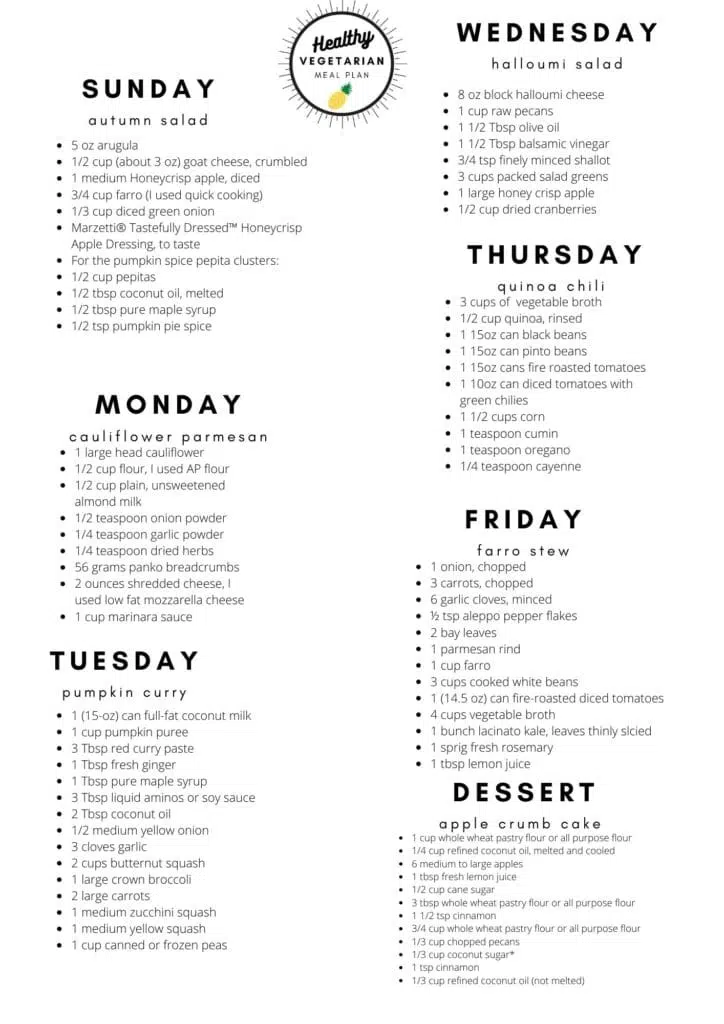 Healthy
VEGETARIAN
MEAL PLAN
SUNDAY
autumn salad
5 oz arugula
1/2 cup (about 3 oz) goat cheese, crumbled
1 medium Honeycrisp apple, diced
3/4 cup farro (I used quick cooking)
1/3 cup diced green onion
Marzetti® Tastefully Dressed™ Honeycrisp
Apple Dressing, to taste
For the pumpkin spice pepita clusters:
1/2 cup pepitas
1/2 tbsp coconut oil, melted
1/2 tbsp pure maple syrup
1/2 tsp pumpkin pie spice
MONDAY
cauliflower parmesan
1 large head cauliflower
1/2 cup flour, I used AP flour
1/2 cup plain, unsweetened
almond milk
1/2 teaspoon onion powder
1/4 teaspoon garlic powder
1/4 teaspoon dried herbs
56 grams panko breadcrumbs
2 ounces shredded cheese, I
used low fat mozzarella cheese
1 cup marinara sauce
TUESDAY
pumpkin curry
1 (15-oz) can full-fat coconut milk
1 cup pumpkin puree
3 Tbsp red curry paste
1 Tbsp fresh ginger
1 Tbsp pure maple syrup
3 Tbsp liquid aminos or soy sauce
2 Tbsp coconut oil
1/2 medium yellow onion
3 cloves garlic
2 cups butternut squash
1 large crown broccoli
2 large carrots
1 medium zucchini squash
1 medium yellow squash
1 cup canned or frozen peas
WEDNESDAY
halloumi salad
8 oz block halloumi cheese
1 cup raw pecans
1 1/2 Tbsp olive oil
1 1/2 Tbsp balsamic vinegar
3/4 tsp finely minced shallot
3 cups packed salad greens
1 large honey crisp apple
1/2 cup dried cranberries
THURSDAY
quinoa chili
3 cups of vegetable broth
1/2 cup quinoa, rinsed
1 15oz can black beans
1 15oz can pinto beans
1 15oz cans fire roasted tomatoes
1 10oz can diced tomatoes with
green chilies
1 1/2 cups corn
1 teaspoon cumin
1 teaspoon oregano
1/4 teaspoon cayenne
FRIDAY
farro stew
1 onion, chopped
3 carrots, chopped
6 garlic cloves, minced
½ tsp aleppo pepper flakes
2 bay leaves
1 parmesan rind
1 cup farro
3 cups cooked white beans
1 (14.5 oz) can fire-roasted diced tomatoes
4 cups vegetable broth
1 bunch lacinato kale, leaves thinly slcied
1 sprig fresh rosemary
1 tbsp lemon juice
DESSERT
apple crumb cake
1 cup whole wheat pastry flour or all purpose flour
1/4 cup refined coconut oil, melted and cooled
6 medium to large apples
1 tbsp fresh lemon juice
1/2 cup cane sugar
3 tbsp whole wheat pastry flour or all purpose flour
1 1/2 tsp cinnamon
3/4 cup whole wheat pastry flour or all purpose flour
1/3 cup chopped pecans
1/3 cup coconut sugar*
1 tsp cinnamon
1/3 cup refined coconut oil (not melted)